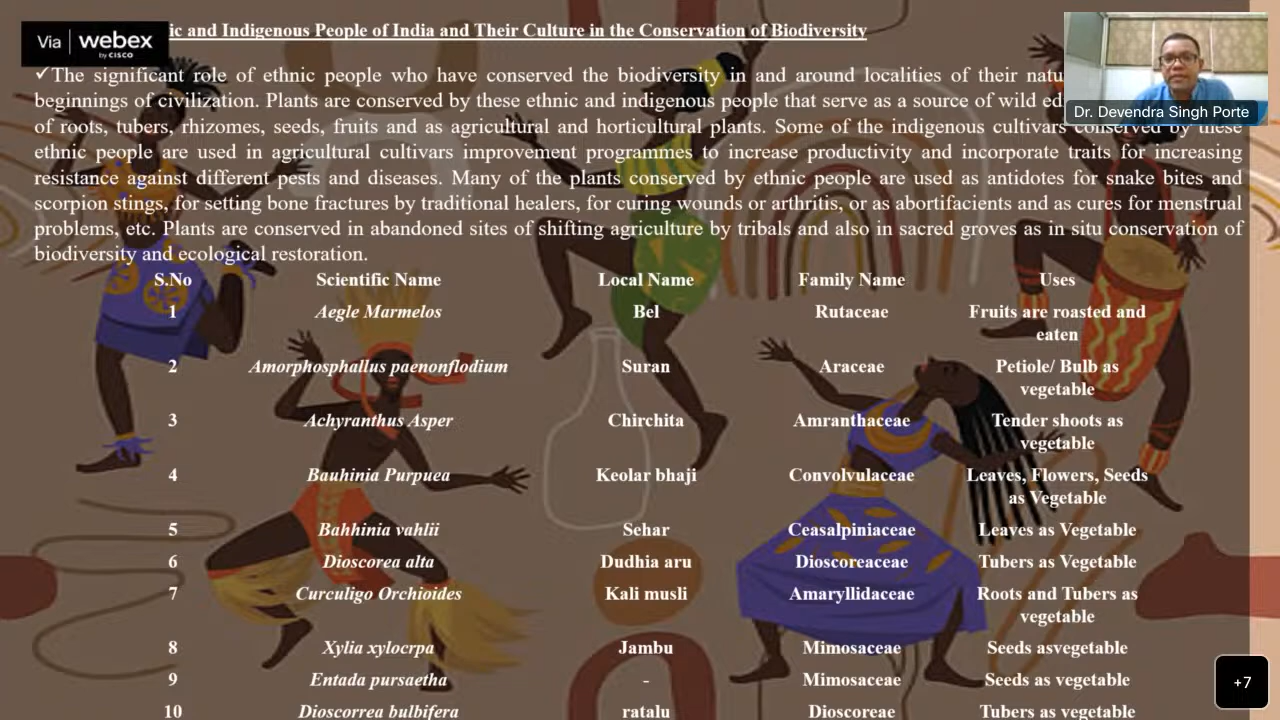 Via webex
by CISCO
ic and Indigenous People of India and Their Culture in the Conservation of Biodiversity
Dr. Devendra Singh Porte
✓The significant role of ethnic people who have conserved the biodiversity in and around localities of their natu
beginnings of civilization. Plants are conserved by these ethnic and indigenous people that serve as a source of wild ed
of roots, tubers, rhizomes, seeds, fruits and as agricultural and horticultural plants. Some of the indigenous cultivars conserved by these
ethnic people are used in agricultural cultivars improvement programmes to increase productivity and incorporate traits for increasing
resistance against different pests and diseases. Many of the plants conserved by ethnic people are used as antidotes for snake bites and
scorpion stings, for setting bone fractures by traditional healers, for curing wounds or arthritis, or as abortifacients and as cures for menstrual
problems, etc. Plants are conserved in abandoned sites of shifting agriculture by tribals and also in sacred groves as in situ conservation of
biodiversity and ecological restoration.
S.No Scientific Name Local Name Family Name Uses
1 Aegle Marmelos Bel Rutaceae Fruits are roasted and
eaten
2 Amorphosphallus paenonflodium Suran Araceae Petiole/ Bulb as
vegetable
3 Achyranthus Asper Chirchita Amranthaceae Tender shoots as
vegetable
4 Bauhinia Purpuea Keolar bhaji Convolvulaceae Leaves, Flowers, Seeds
as Vegetable
5 Bahhinia vahlii Sehar Ceasalpiniaceae Leaves as Vegetable
6 Dioscorea alta Dudhia aru Dioscoreaceae Tubers as Vegetable
7 Curculigo Orchioides Kali musli Amaryllidaceae Roots and Tubers as
vegetable
8 Xylia xylocrpa Jambu Mimosaceae Seeds asvegetable
9 Entada pursaetha - Mimosaceae Seeds as vegetable
10 Dioscorrea bulbifera ratalu Dioscoreae Tubers as vegetable
+7